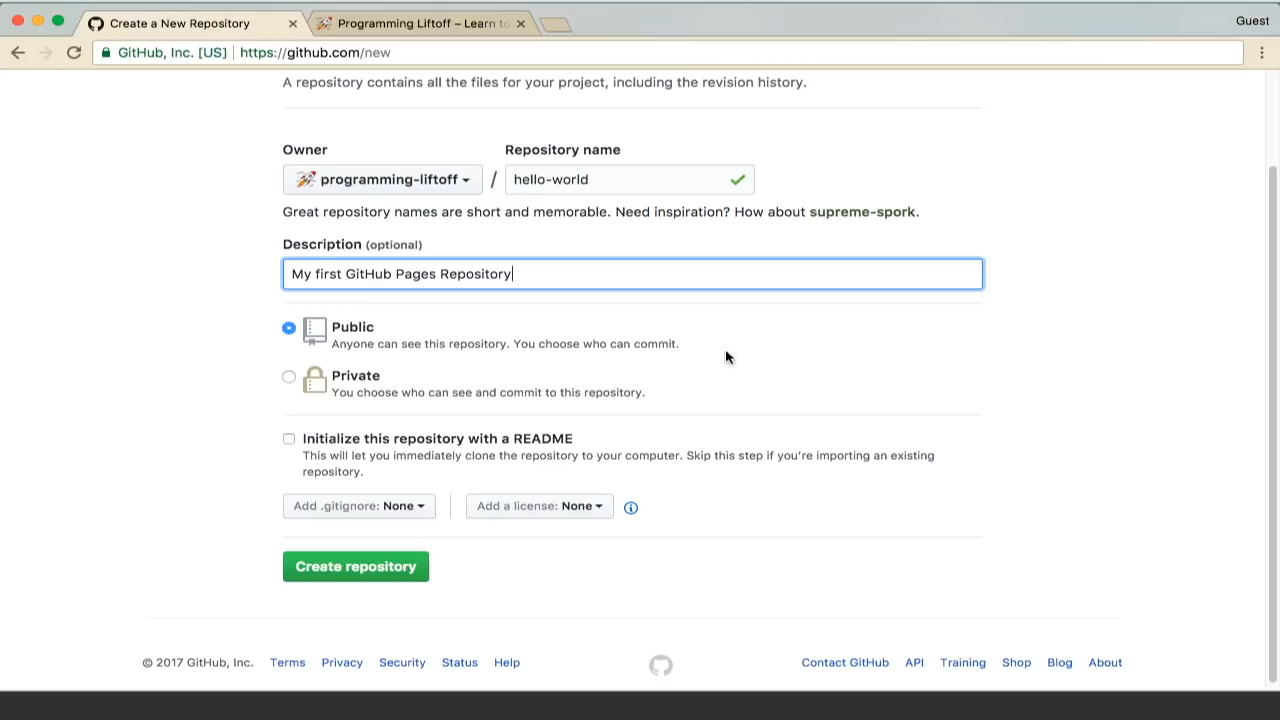 Create a New Repository
Programming Liftoff – Learn to
Guest
GitHub, Inc. [US] https://github.com/new
A repository contains all the files for your project, including the revision history.
Owner Repository name
programming-liftoff / hello-world
Great repository names are short and memorable. Need inspiration? How about supreme-spork.
Description (optional)
My first GitHub Pages Repository
Public
Anyone can see this repository. You choose who can commit.
Private
You choose who can see and commit to this repository.
Initialize this repository with a README
This will let you immediately clone the repository to your computer. Skip this step if you're importing an existing
repository.
Add .gitignore: None Add a license: None
Create repository
© 2017 GitHub, Inc. Terms Privacy Security Status Help Contact GitHub API Training Shop Blog About